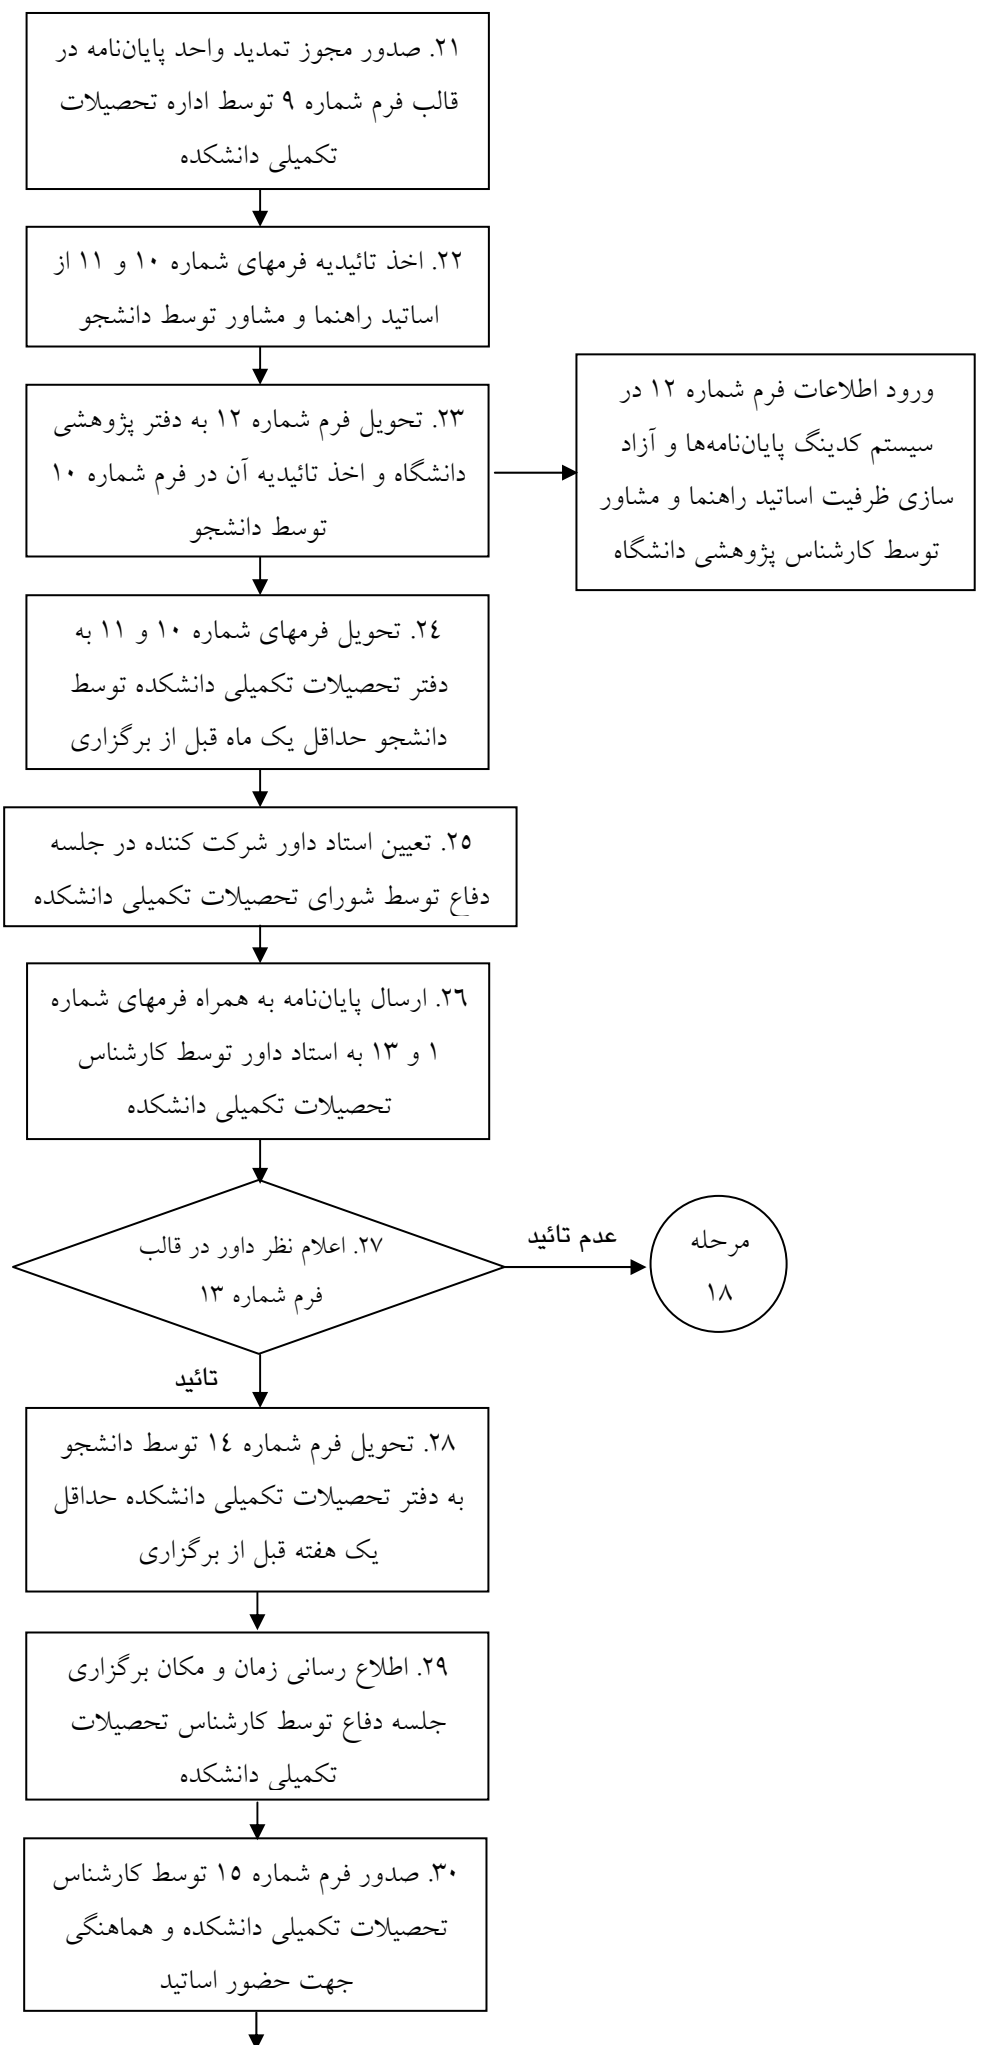 ۲۱. صدور مجوز تمدید واحد پایان‌نامه در
قالب فرم شماره ۹ توسط اداره تحصیلات
تکمیلی دانشکده
۲۲. اخذ تائیدیه فرمهای شماره ۱۰ و ۱۱ از
اساتید راهنما و مشاور توسط دانشجو
۲۳. تحویل فرم شماره ۱۲ به دفتر پژوهشی
دانشگاه و اخذ تائیدیه آن در فرم شماره ۱۰
توسط دانشجو
ورود اطلاعات فرم شماره ۱۲ در
سیستم کدینگ پایان‌نامه‌ها و آزاد
سازی ظرفیت اساتید راهنما و مشاور
توسط کارشناس پژوهشی دانشگاه
۲٤. تحویل فرمهای شماره ۱۰ و ۱۱ به
دفتر تحصیلات تکمیلی دانشکده توسط
دانشجو حداقل یک ماه قبل از برگزاری
۲٥. تعیین استاد داور شرکت کننده در جلسه
دفاع توسط شورای تحصیلات تکمیلی دانشکده
۲٦. ارسال پایان‌نامه به همراه فرمهای شماره
۱ و ۱۳ به استاد داور توسط کارشناس
تحصیلات تکمیلی دانشکده
۲۷. اعلام نظر داور در قالب
فرم شماره ۱۳
عدم تائید
مرحله
۱۸
تائید
۲۸. تحویل فرم شماره ۱٤ توسط دانشجو
به دفتر تحصیلات تکمیلی دانشکده حداقل
یک هفته قبل از برگزاری
۲۹. اطلاع رسانی زمان و مکان برگزاری
جلسه دفاع توسط کارشناس تحصیلات
تکمیلی دانشکده
۳۰. صدور فرم شماره ۱٥ توسط کارشناس
تحصیلات تکمیلی دانشکده و هماهنگی
جهت حضور اساتید